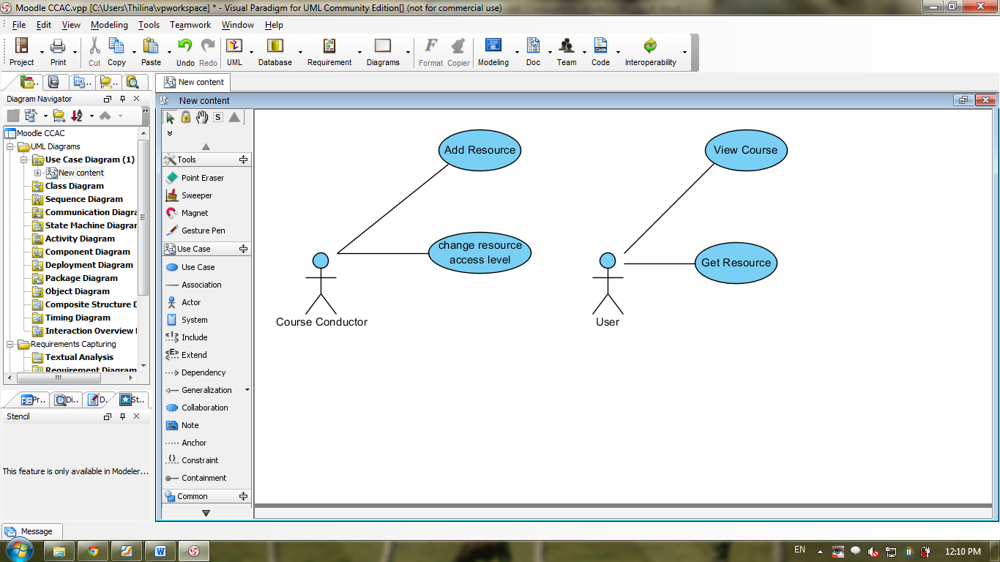 Moodle CCAC.vpp [C:\Users\Thilina\vpworkspace] * - Visual Paradigm for UML Community Edition[] (not for commercial use)
File Edit View Modeling Tools Teamwork Window Help
Project Print Cut Copy Paste Undo Redo UML Database Requirement Diagrams Format Copier Modeling Doc Team Code Interoperability
New content
Diagram Navigator
New content
Moodle CCAC
UML Diagrams
Use Case Diagram (1)
New content
Class Diagram
Sequence Diagram
Communication Diagra
State Machine Diagrar
Activity Diagram
Component Diagram
Deployment Diagram
Package Diagram
Object Diagram
Composite Structure D
Timing Diagram
Interaction Overview
Requirements Capturing
Textual Analysis
Requirement Diagram
Pr.. Di.. D. St..
Stencil
This feature is only available in Modeler...
S
Tools
Point Eraser
Sweeper
Magnet
Gesture Pen
Use Case
Use Case
Association
Actor
System
Include
Extend
Dependency
Generalization
Collaboration
Note
Anchor
Constraint
Containment
Common
Add Resource
change resource
access level
Course Conductor
View Course
Get Resource
User
Message
EN 12:10 PM